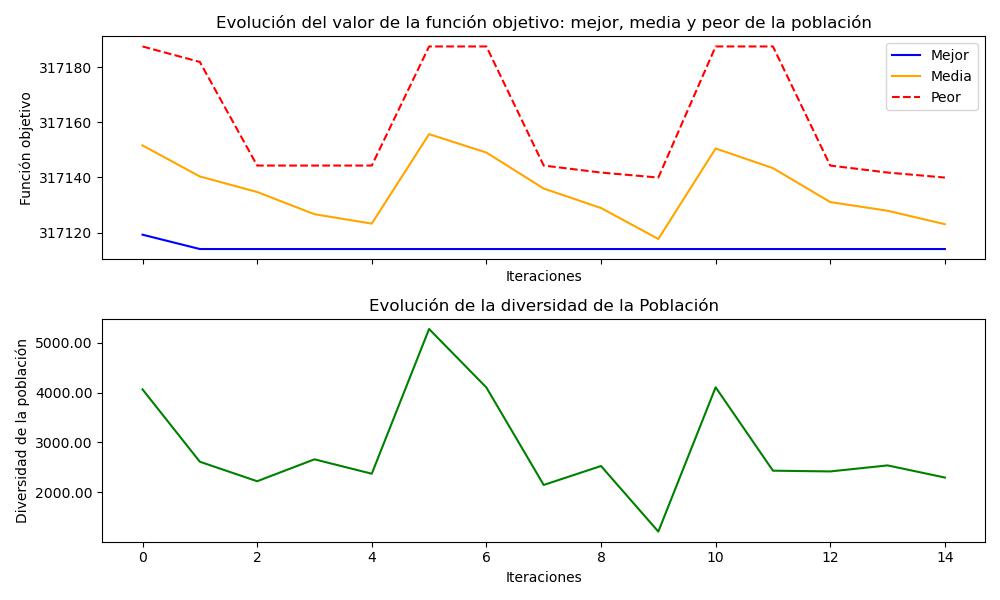 Evolución del valor de la función objetivo: mejor, media y peor de la población
317180
317160
317140
317120
Función objetivo
Mejor
Media
Peor
Iteraciones
Evolución de la diversidad de la Población
5000.00
4000.00
3000.00
2000.00
Diversidad de la población
0 2 4 6 8 10 12 14
Iteraciones